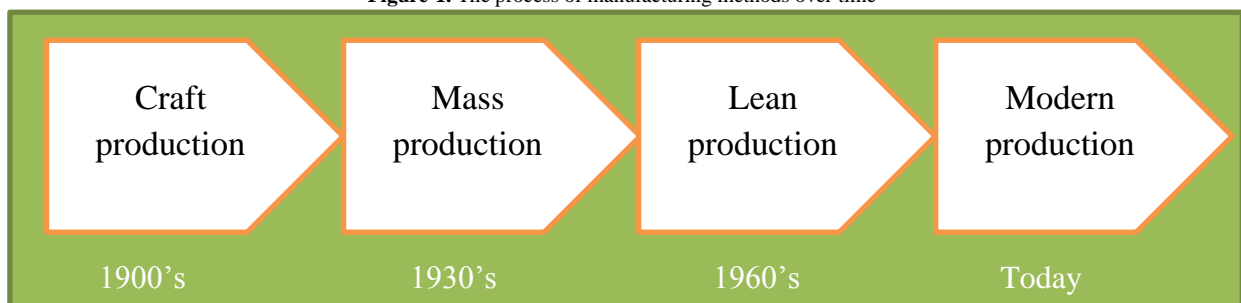 Figure 1. The process of manufacturing methods over time
Craft
production
Mass
production
Lean
production
Modern
production
1900’s
1930’s
1960’s
Today